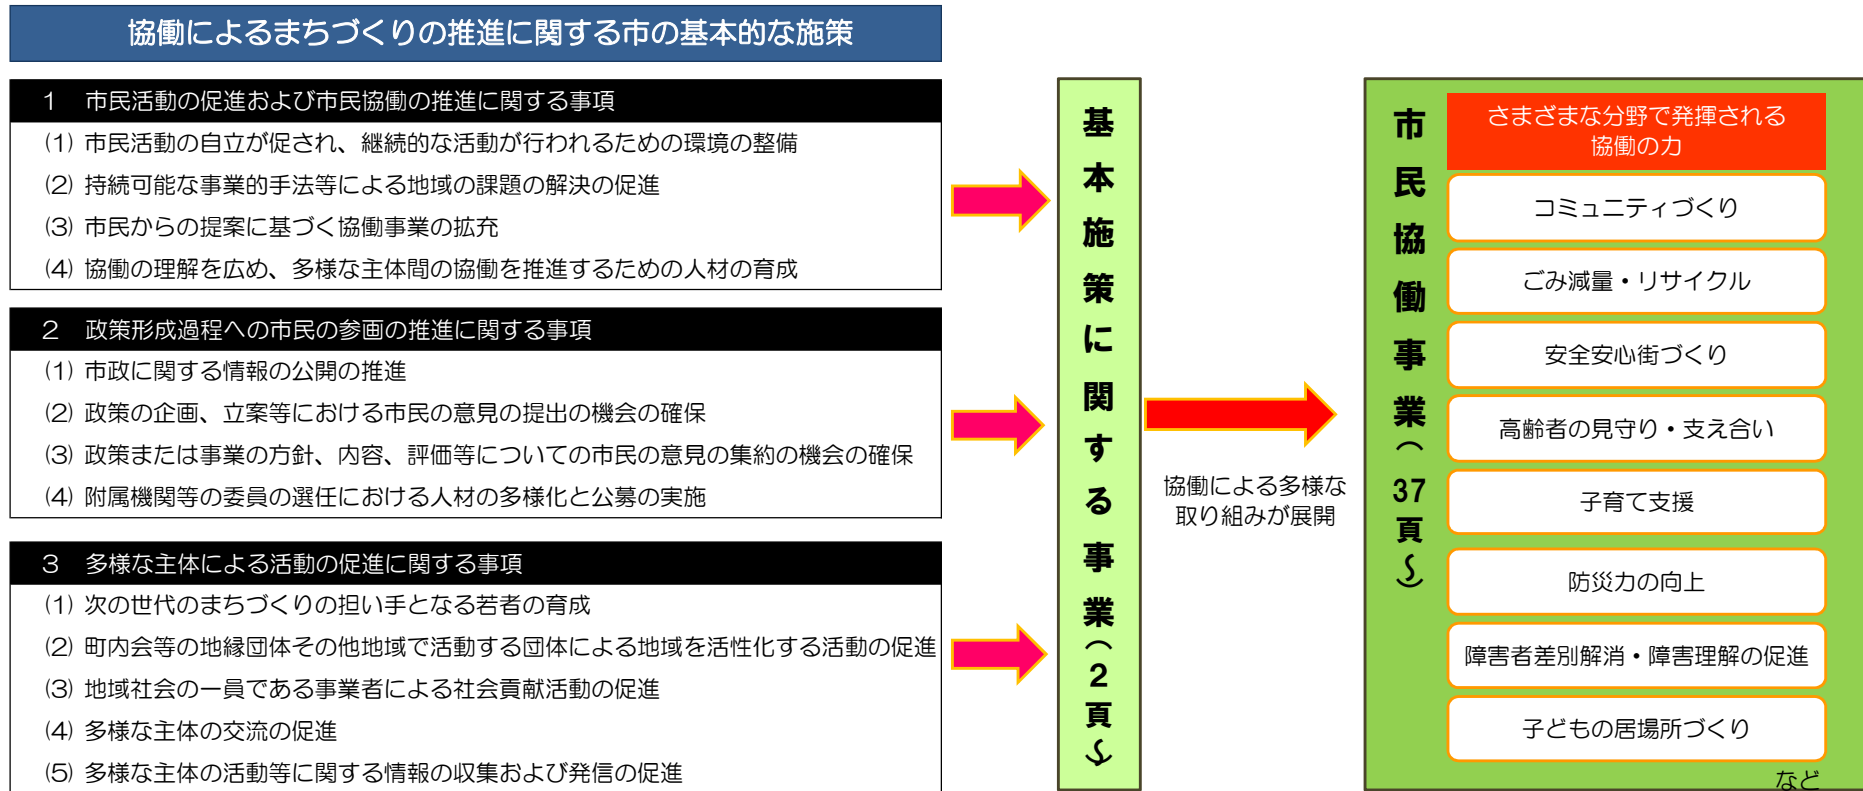 協働によるまちづくりの推進に関する市の基本的な施策
1 市民活動の促進および市民協働の推進に関する事項
(1) 市民活動の自立が促され、継続的な活動が行われるための環境の整備
(2) 持続可能な事業的手法等による地域の課題の解決の促進
(3) 市民からの提案に基づく協働事業の拡充
(4) 協働の理解を広め、多様な主体間の協働を推進するための人材の育成
2 政策形成過程への市民の参画の推進に関する事項
(1) 市政に関する情報の公開の推進
(2) 政策の企画、立案等における市民の意見の提出の機会の確保
(3) 政策または事業の方針、内容、評価等についての市民の意見の集約の機会の確保
(4) 附属機関等の委員の選任における人材の多様化と公募の実施
3 多様な主体による活動の促進に関する事項
(1) 次の世代のまちづくりの担い手となる若者の育成
(2) 町内会等の地縁団体その他地域で活動する団体による地域を活性化する活動の促進
(3) 地域社会の一員である事業者による社会貢献活動の促進
(4) 多様な主体の交流の促進
(5) 多様な主体の活動等に関する情報の収集および発信の促進
基本施策に関する事業(2頁~)
協働による多様な
取り組みが展開
市民協働事業(37頁~)
さまざまな分野で発揮される
協働の力
コミュニティづくり
ごみ減量・リサイクル
安全安心街づくり
高齢者の見守り・支え合い
子育て支援
防災力の向上
障害者差別解消・障害理解の促進
子どもの居場所づくり
など